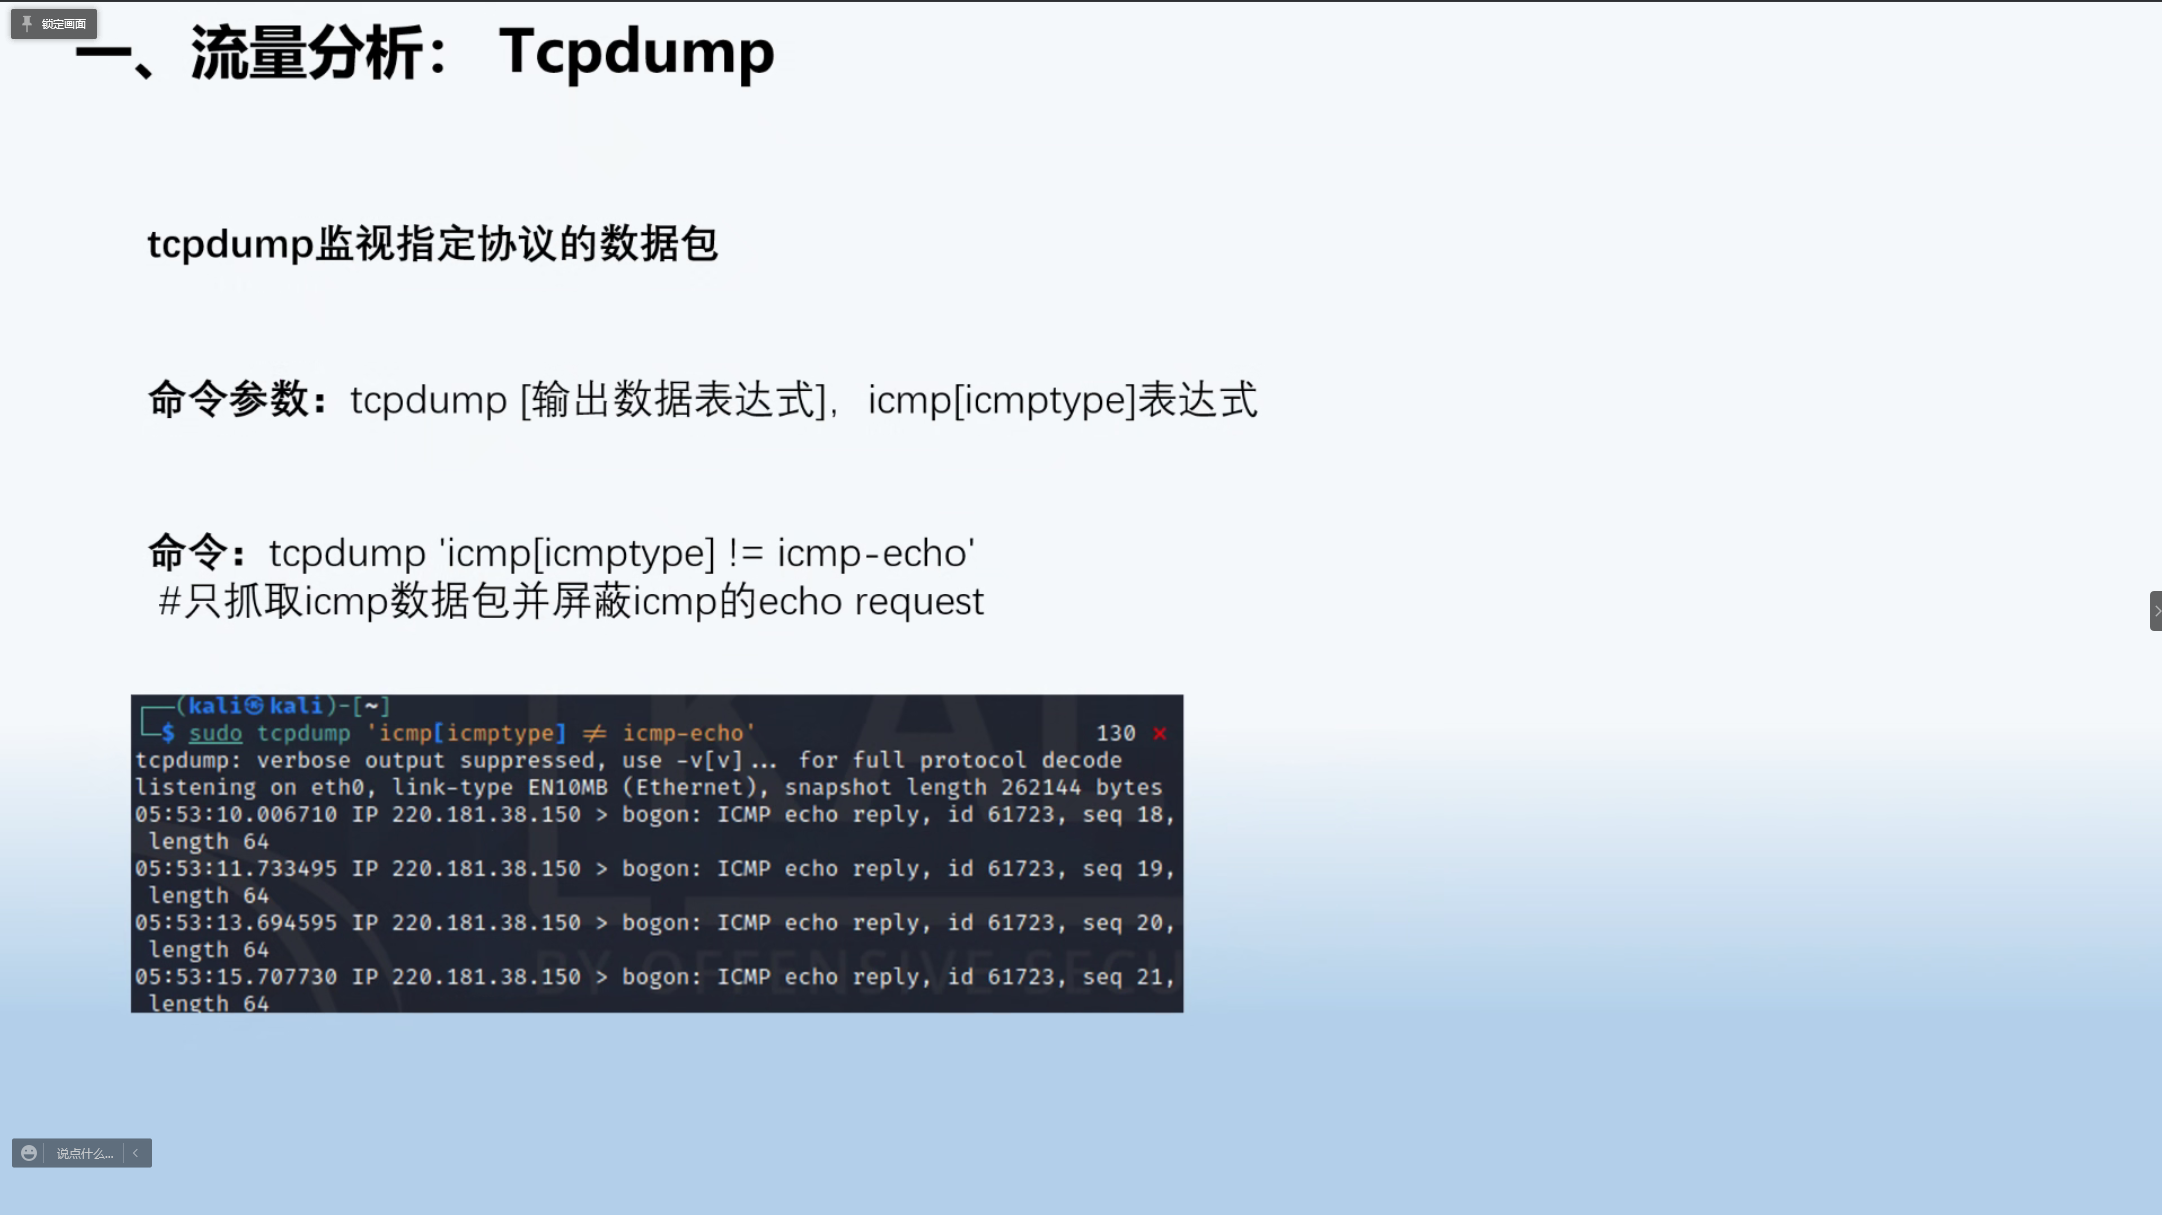 锁定画面
一、流量分析： Tcpdump
tcpdump监视指定协议的数据包
命令参数：tcpdump [输出数据表达式]，icmp[icmptype]表达式
命令：tcpdump 'icmp[icmptype] != icmp-echo'
#只抓取icmp数据包并屏蔽icmp的echo request
┌──(kali㉿kali)-[~]
└─$ sudo tcpdump 'icmp[icmptype] ≠ icmp-echo' 130 ×
tcpdump: verbose output suppressed, use -v[v]... for full protocol decode
listening on eth0, link-type EN10MB (Ethernet), snapshot length 262144 bytes
05:53:10.006710 IP 220.181.38.150 > bogon: ICMP echo reply, id 61723, seq 18,
length 64
05:53:11.733495 IP 220.181.38.150 > bogon: ICMP echo reply, id 61723, seq 19,
length 64
05:53:13.694595 IP 220.181.38.150 > bogon: ICMP echo reply, id 61723, seq 20,
length 64
05:53:15.707730 IP 220.181.38.150 > bogon: ICMP echo reply, id 61723, seq 21,
length 64
BY OFFENSIVE SECU
说点什么...